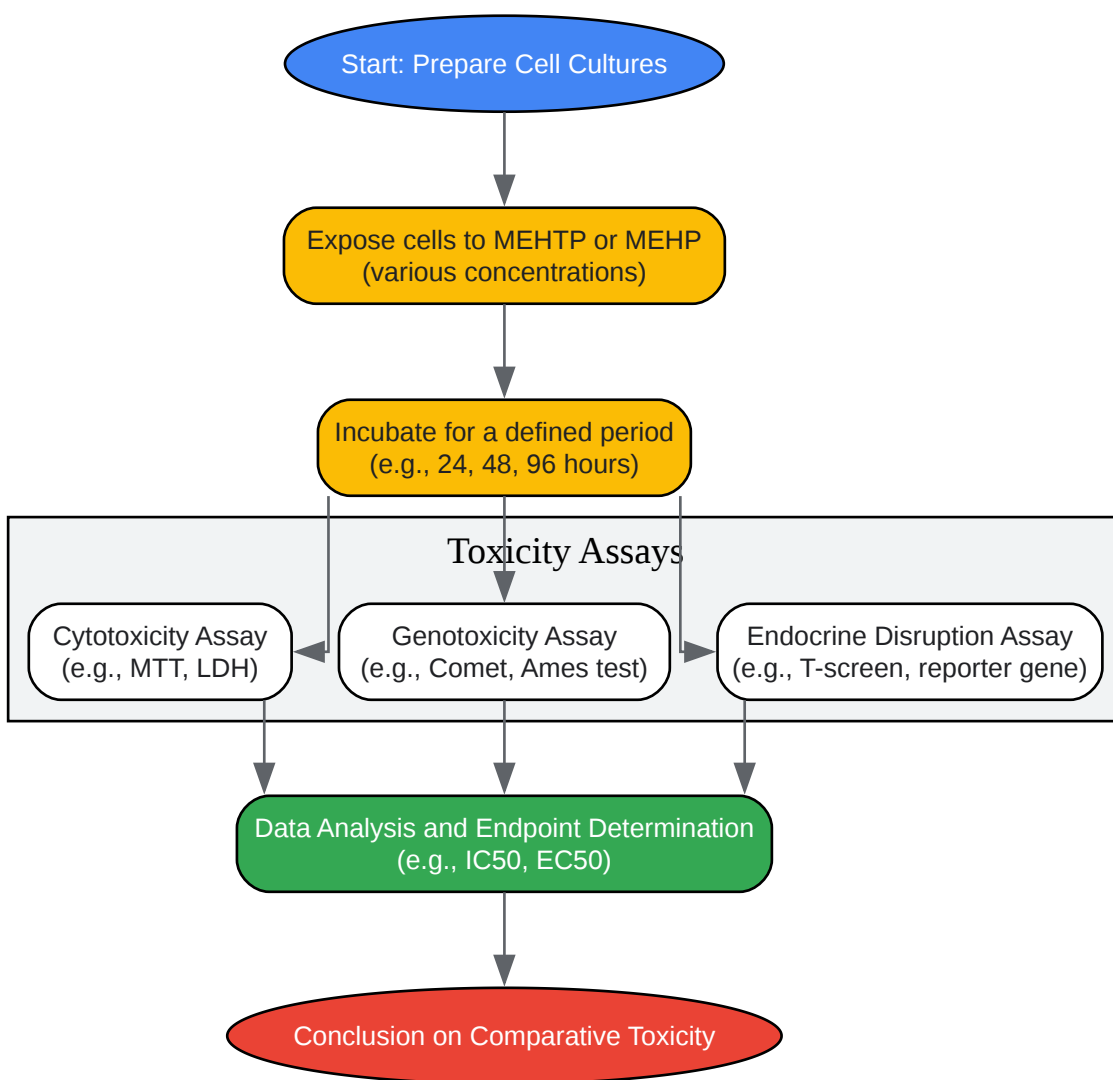 Start: Prepare Cell Cultures
Expose cells to MEHTP or MEHP
(various concentrations)
Incubate for a defined period
(e.g., 24, 48, 96 hours)
Toxicity Assays
Cytotoxicity Assay
(e.g., MTT, LDH)
Genotoxicity Assay
(e.g., Comet, Ames test)
Endocrine Disruption Assay
(e.g., T-screen, reporter gene)
Data Analysis and Endpoint Determination
(e.g., IC50, EC50)
Conclusion on Comparative Toxicity